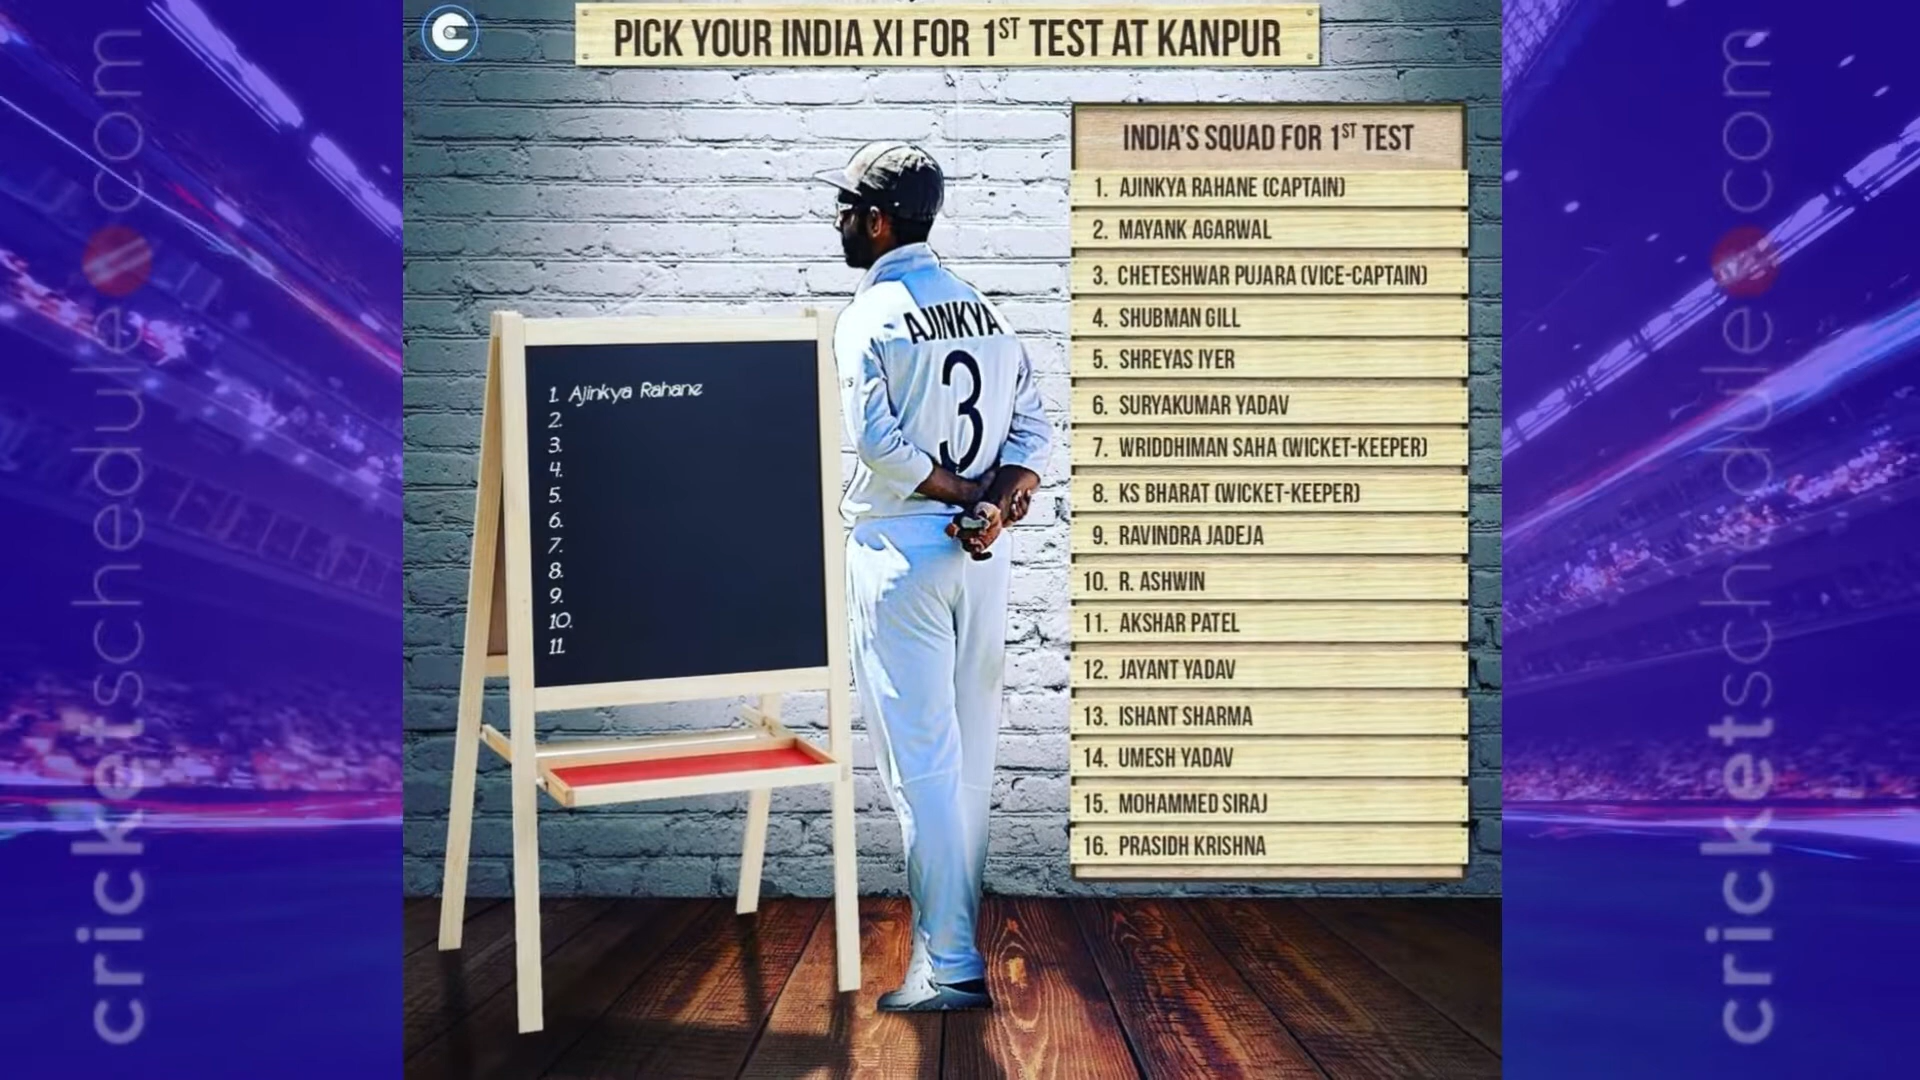 PICK YOUR INDIA XI FOR 1ST TEST AT KANPUR
INDIA'S SQUAD FOR 1ST TEST
1. AJINKYA RAHANE (CAPTAIN)
2. MAYANK AGARWAL
3. CHETESHWAR PUJARA (VICE-CAPTAIN)
4. SHUBMAN GILL
5. SHREYAS IYER
6. SURYAKUMAR YADAV
7. WRIDDHIMAN SAHA (WICKET-KEEPER)
8. KS BHARAT (WICKET-KEEPER)
9. RAVINDRA JADEJA
10. R. ASHWIN
11. AKSHAR PATEL
12. JAYANT YADAV
13. ISHANT SHARMA
14. UMESH YADAV
15. MOHAMMED SIRAJ
16. PRASIDH KRISHNA
AJINKYA
3
1. Ajinkya Rahane
2.
3.
4.
5.
6.
7.
8.
9.
10.
11.
cricketschedule.com
cricketschedule.com